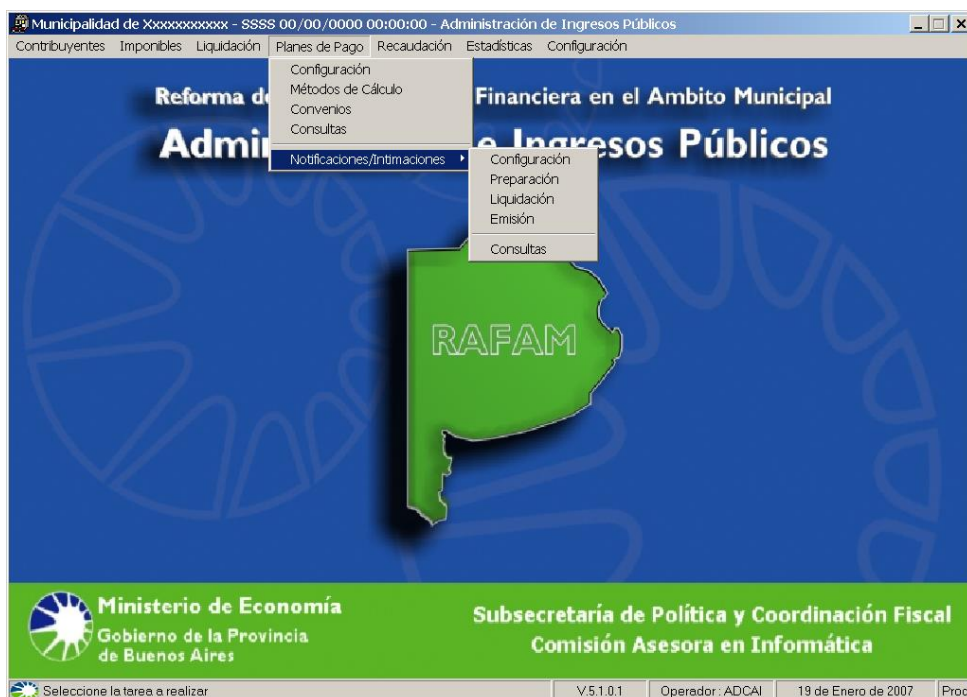 Municipalidad de Xxxxxxxxxxx - SSSS 00/00/0000 00:00:00 - Administración de Ingresos Públicos
Contribuyentes Imponibles Liquidación Planes de Pago Recaudación Estadísticas Configuración
Configuración
Métodos de Cálculo
Convenios
Consultas
Notificaciones/Intimaciones
Configuración
Preparación
Liquidación
Emisión
Consultas
Reforma de Financiera en el Ambito Municipal
Admi e Ingresos Públicos
RAFAM
Ministerio de Economía
Gobierno de la Provincia
de Buenos Aires
Subsecretaría de Política y Coordinación Fiscal
Comisión Asesora en Informática
Seleccione la tarea a realizar V.5.1.0.1 Operador : ADCAI 19 de Enero de 2007